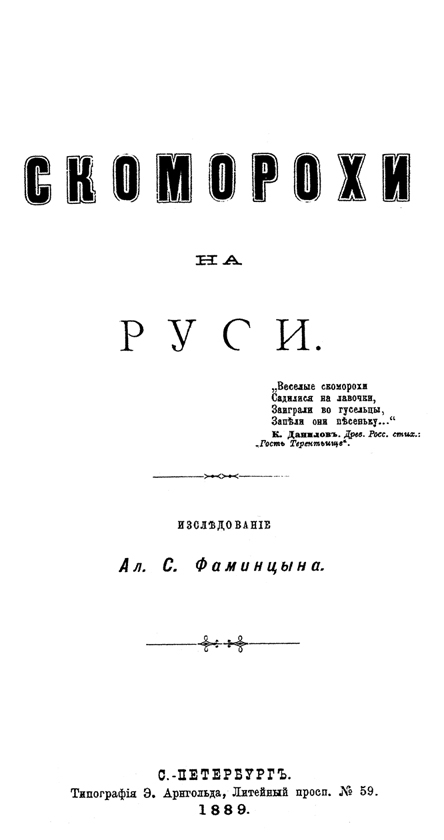 СКОМОРОХИ
НА
РУСИ.
„Веселые скоморохи
Садилися на лавочки,
Заиграли во гусельцы,
Запѣли они пѣсеньку...“
К. Даниловъ. Древ. Росс. стих.:
„Гость Терентьище“.
ИЗСЛѢДОВАНІЕ
Ал. С. Фаминцына.
С.-ПЕТЕРБУРГЪ.
Типографія Э. Арнгольда, Литейный просп. № 59.
1889.